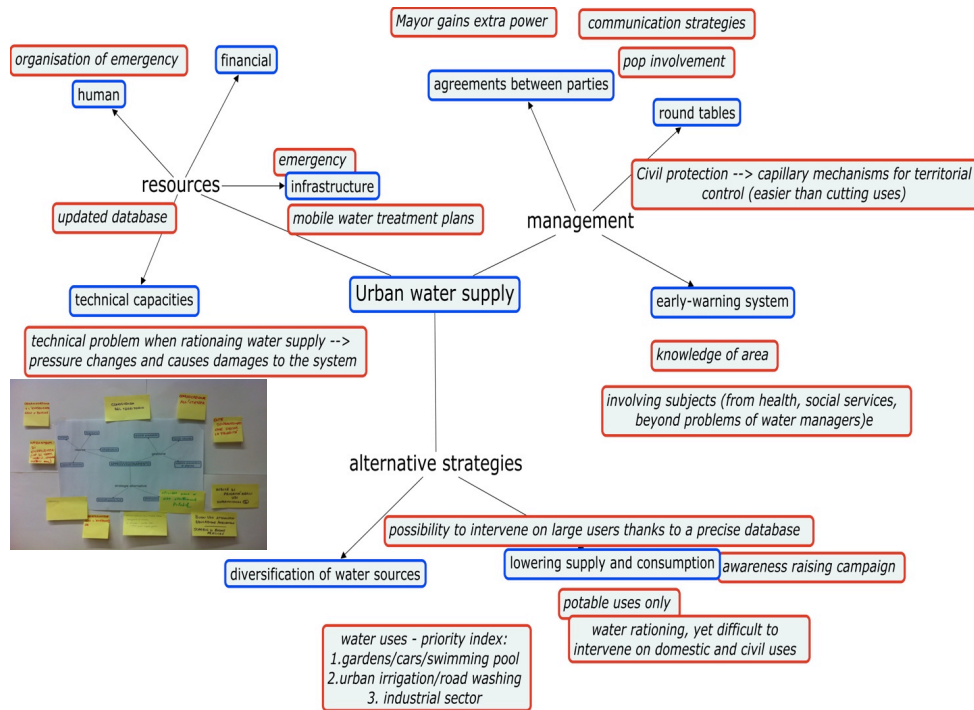 Mayor gains extra power
communication strategies
organisation of emergency
financial
pop involvement
human
agreements between parties
round tables
emergency
resources
infrastructure
Civil protection --> capillary mechanisms for territorial
control (easier than cutting uses)
updated database
mobile water treatment plans
management
technical capacities
Urban water supply
early-warning system
technical problem when rationaing water supply -->
pressure changes and causes damages to the system
knowledge of area
involving subjects (from health, social services,
beyond problems of water managers)e
alternative strategies
possibility to intervene on large users thanks to a precise database
diversification of water sources
lowering supply and consumption
awareness raising campaign
potable uses only
water rationing, yet difficult to
intervene on domestic and civil uses
water uses - priority index:
1.gardens/cars/swimming pool
2.urban irrigation/road washing
3. industrial sector